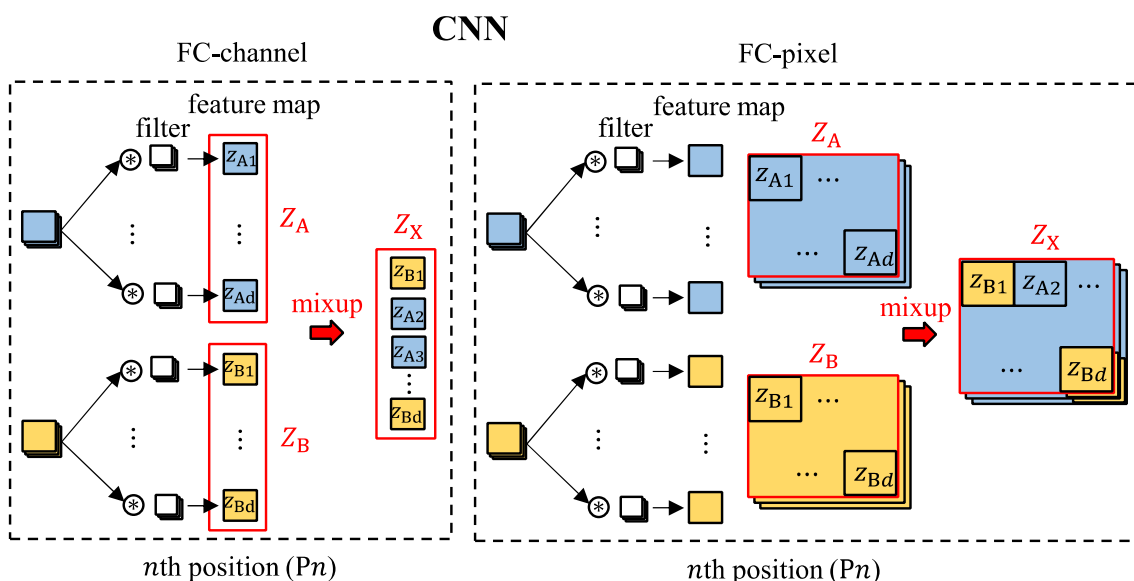 CNN
FC-channel
feature map
filter
* z_A1
⋮ ⋮
Z_A
* z_Ad
mixup
Z_X
z_B1
z_A2
z_A3
⋮
z_Bd
* z_B1
⋮ ⋮
Z_B
* z_Bd
nth position (Pn)
FC-pixel
feature map
filter
*
⋮ ⋮
*
Z_A
z_A1 ...
... z_Ad
*
⋮ ⋮
*
Z_B
z_B1 ...
... z_Bd
mixup
Z_X
z_B1 z_A2 ...
... z_Bd
nth position (Pn)